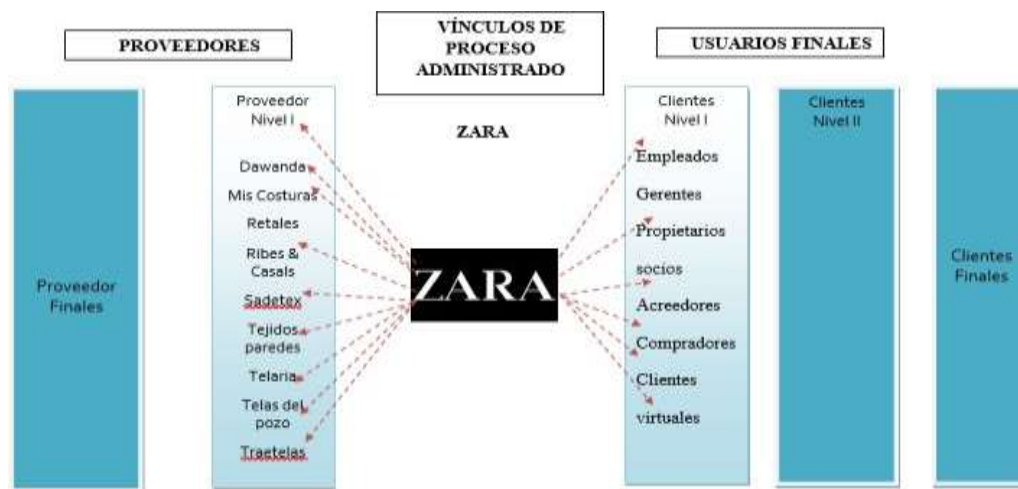 PROVEEDORES
VÍNCULOS DE
PROCESO
ADMINISTRADO
USUARIOS FINALES
Proveedor
Finales
Proveedor
Nivel I
Dawanda
Mis Costuras
Retales
Ribes &
Casals
Sadetex
Tejidos
paredes
Telaria
Telas del
pozo
Traetelas
ZARA
ZARA
Clientes
Nivel I
Empleados
Gerentes
Propietarios
socios
Acreedores
Compradores
Clientes
virtuales
Clientes
Nivel II
Clientes
Finales